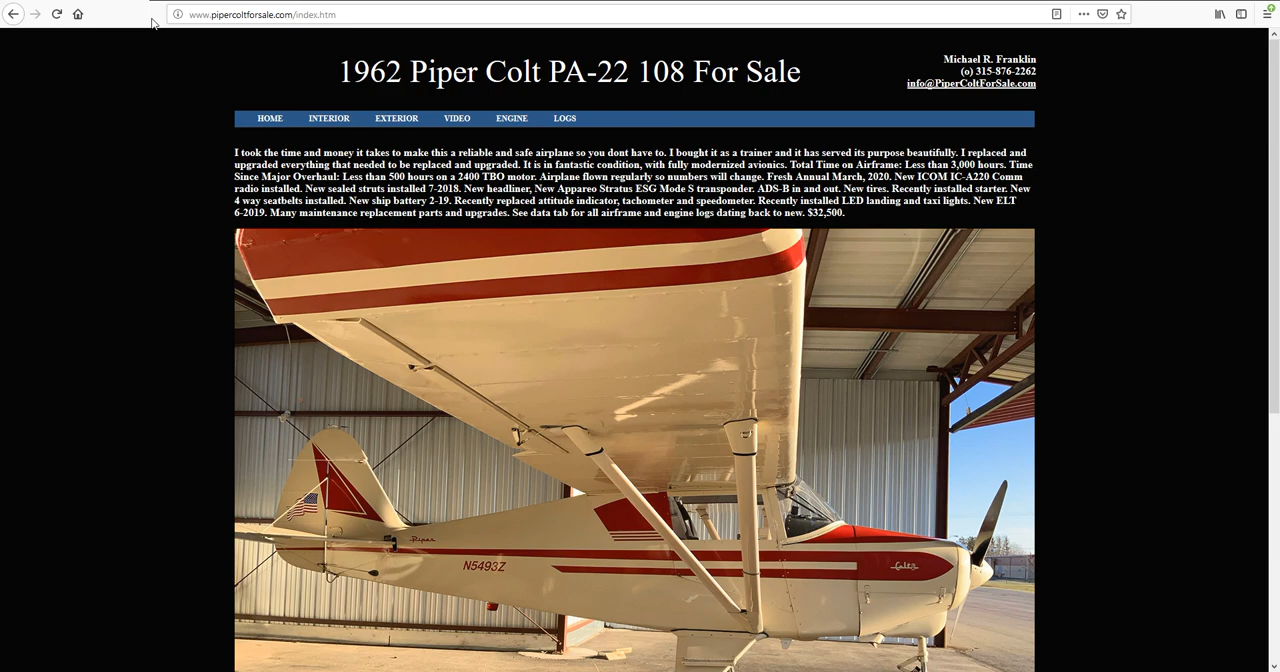 www.pipercoltforsale.com/index.htm
1962 Piper Colt PA-22 108 For Sale
Michael R. Franklin
(o) 315-876-2262
info@PiperColtForSale.com
HOME INTERIOR EXTERIOR VIDEO ENGINE LOGS
I took the time and money it takes to make this a reliable and safe airplane so you dont have to. I bought it as a trainer and it has served its purpose beautifully. I replaced and
upgraded everything that needed to be replaced and upgraded. It is in fantastic condition, with fully modernized avionics. Total Time on Airframe: Less than 3,000 hours. Time
Since Major Overhaul: Less than 500 hours on a 2400 TBO motor. Airplane flown regularly so numbers will change. Fresh Annual March, 2020. New ICOM IC-A220 Comm
radio installed. New sealed struts installed 7-2018. New headliner, New Appareo Stratus ESG Mode S transponder. ADS-B in and out. New tires. Recently installed starter. New
4 way seatbelts installed. New ship battery 2-19. Recently replaced attitude indicator, tachometer and speedometer. Recently installed LED landing and taxi lights. New ELT
6-2019. Many maintenance replacement parts and upgrades. See data tab for all airframe and engine logs dating back to new. $32,500.
Piper
N5493Z
Colt